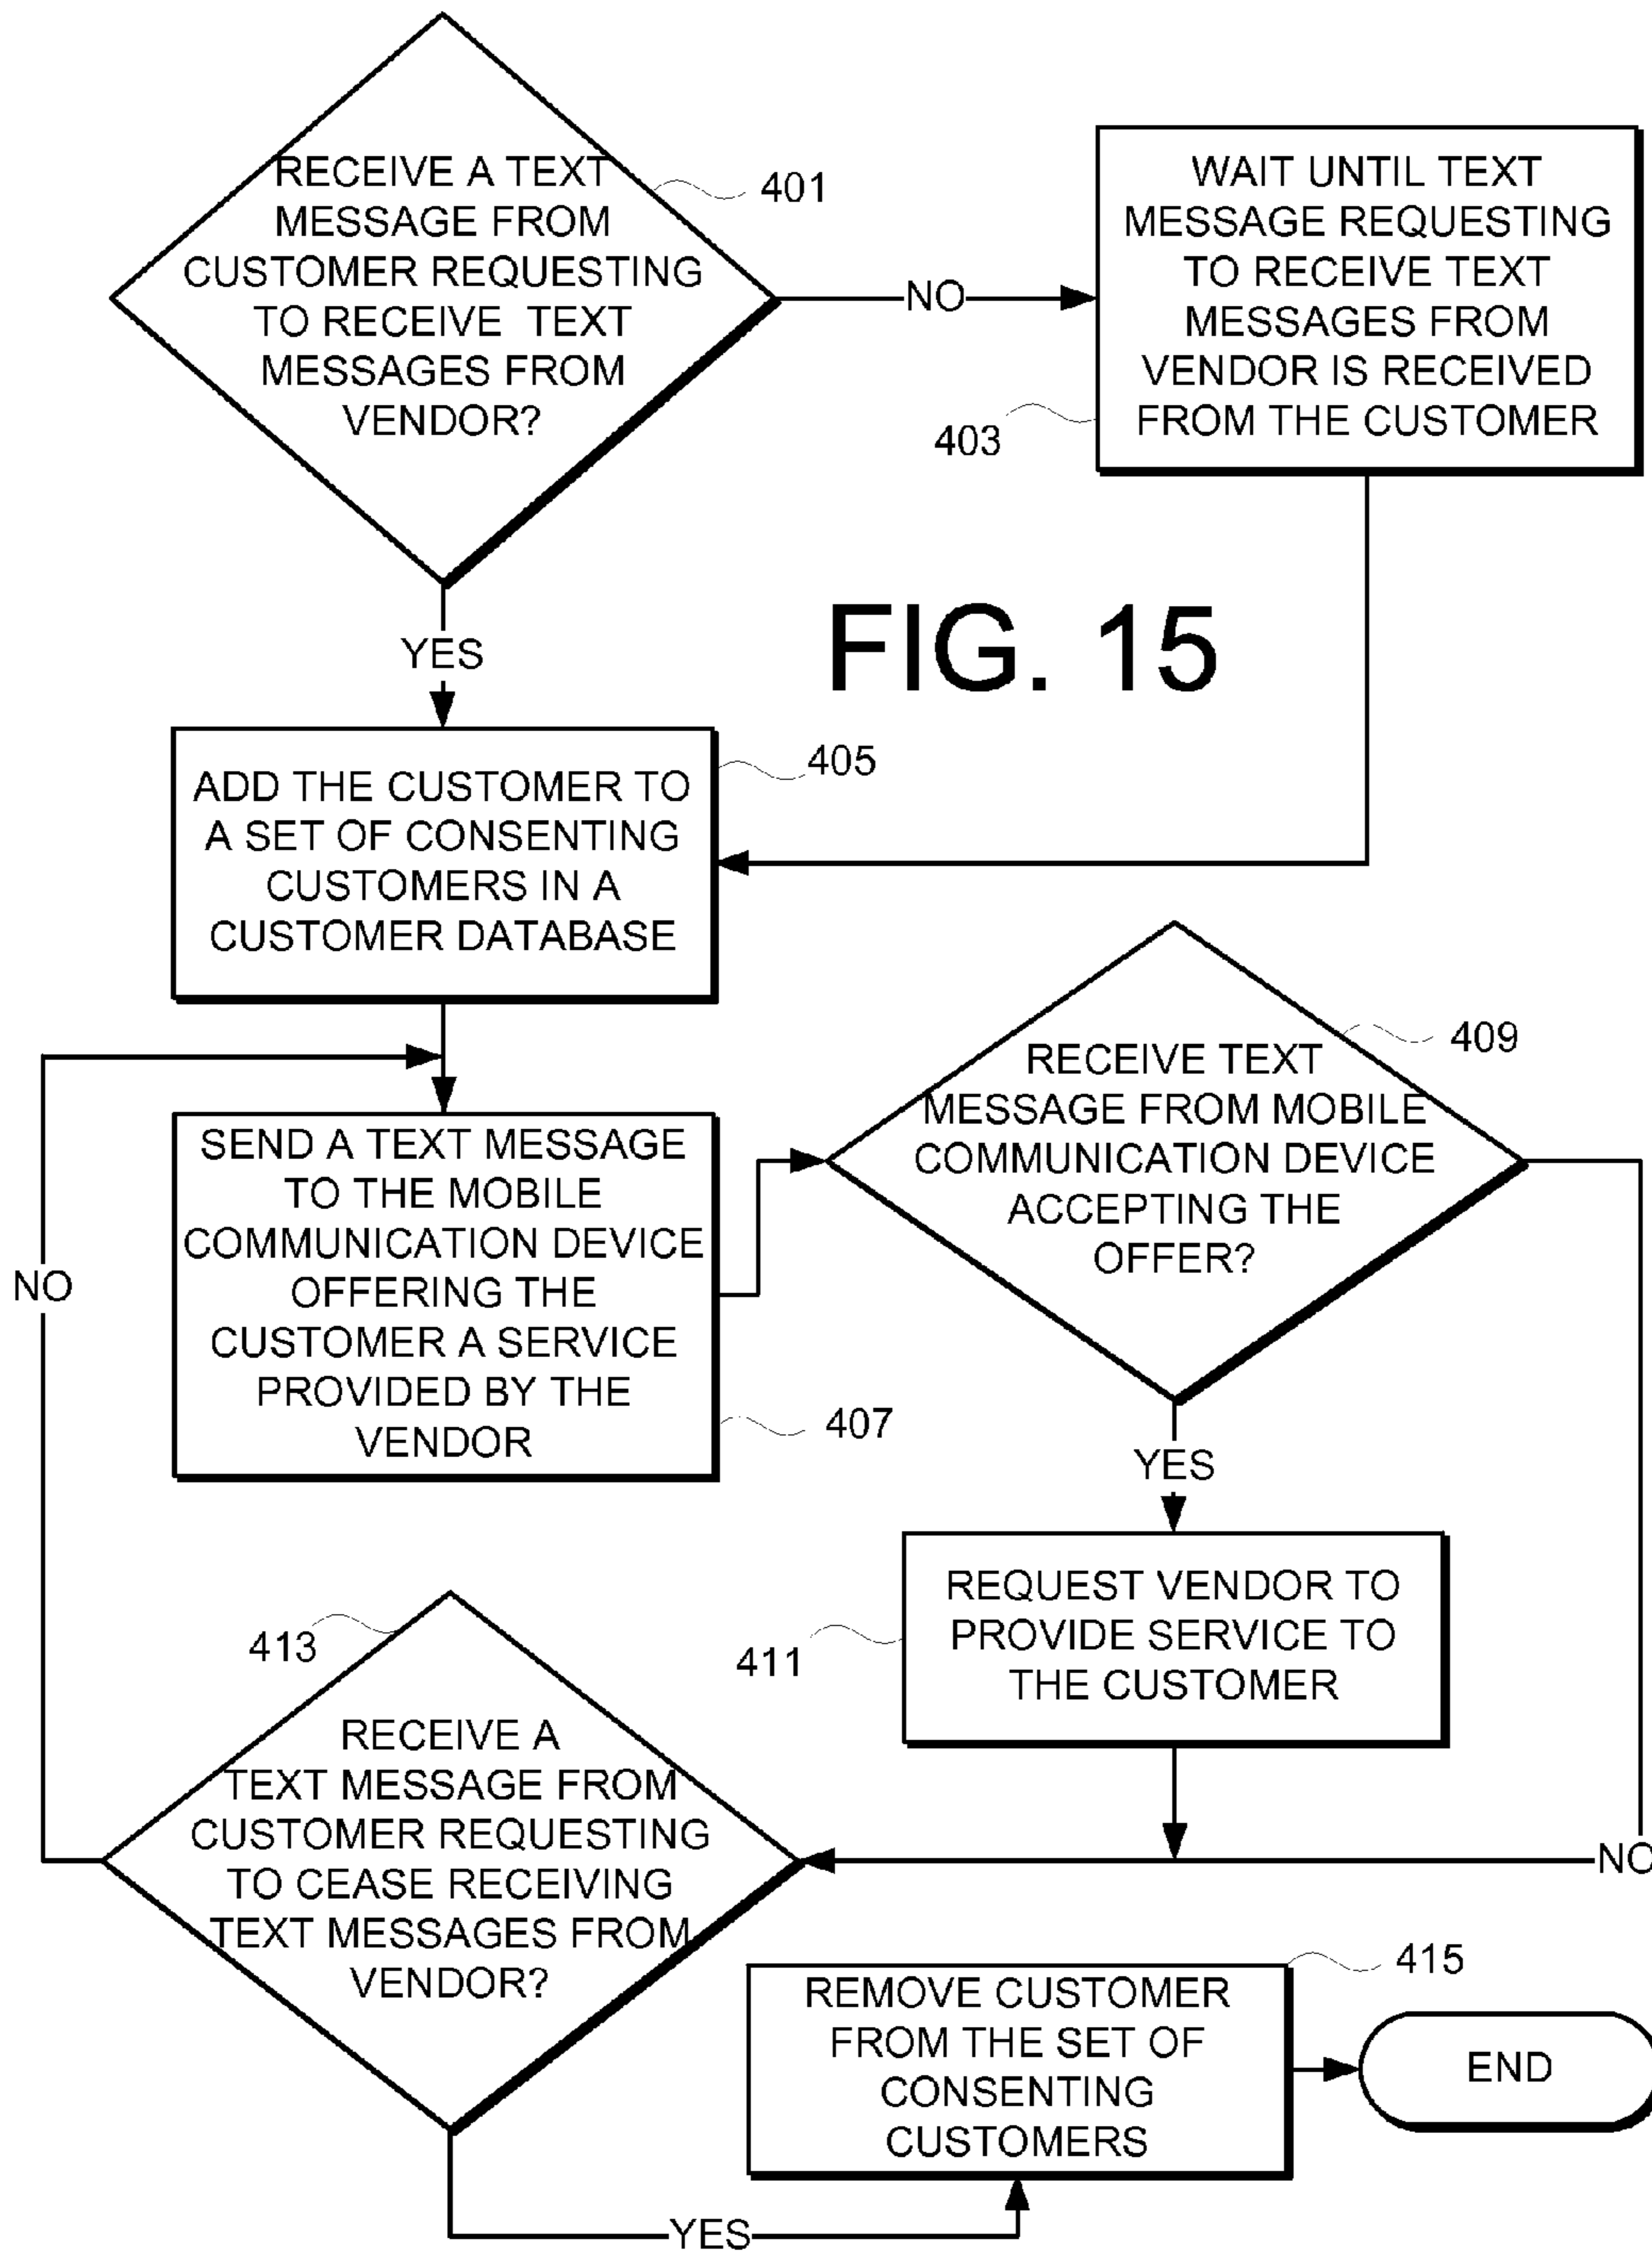 RECEIVE A TEXT
MESSAGE FROM
CUSTOMER REQUESTING
TO RECEIVE TEXT
MESSAGES FROM
VENDOR?
401
NO
WAIT UNTIL TEXT
MESSAGE REQUESTING
TO RECEIVE TEXT
MESSAGES FROM
VENDOR IS RECEIVED
FROM THE CUSTOMER
403
YES
FIG. 15
ADD THE CUSTOMER TO
A SET OF CONSENTING
CUSTOMERS IN A
CUSTOMER DATABASE
405
SEND A TEXT MESSAGE
TO THE MOBILE
COMMUNICATION DEVICE
OFFERING THE
CUSTOMER A SERVICE
PROVIDED BY THE
VENDOR
407
RECEIVE TEXT
MESSAGE FROM MOBILE
COMMUNICATION DEVICE
ACCEPTING THE
OFFER?
409
NO
YES
REQUEST VENDOR TO
PROVIDE SERVICE TO
THE CUSTOMER
411
413
RECEIVE A
TEXT MESSAGE FROM
CUSTOMER REQUESTING
TO CEASE RECEIVING
TEXT MESSAGES FROM
VENDOR?
NO
REMOVE CUSTOMER
FROM THE SET OF
CONSENTING
CUSTOMERS
415
END
YES